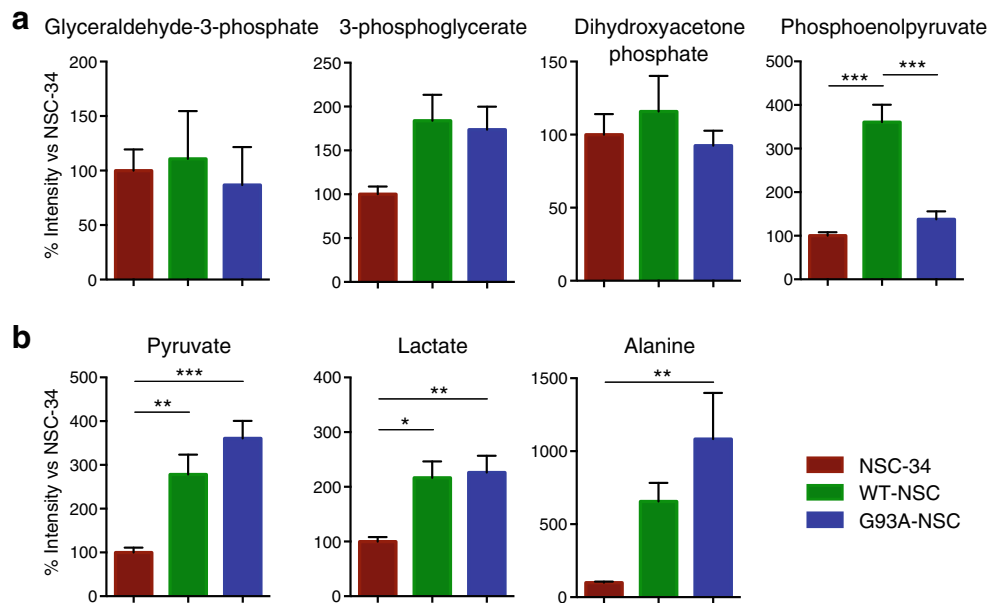 a
Glyceraldehyde-3-phosphate
3-phosphoglycerate
Dihydroxyacetone
phosphate
Phosphoenolpyruvate
% Intensity vs NSC-34
200
150
100
50
0
250
200
150
100
50
0
150
100
50
0
500
400
300
200
100
0
***
***
b
Pyruvate
Lactate
Alanine
% Intensity vs NSC-34
500
400
300
200
100
0
***
**
400
300
200
100
0
**
*
1500
1000
500
0
**
NSC-34
WT-NSC
G93A-NSC